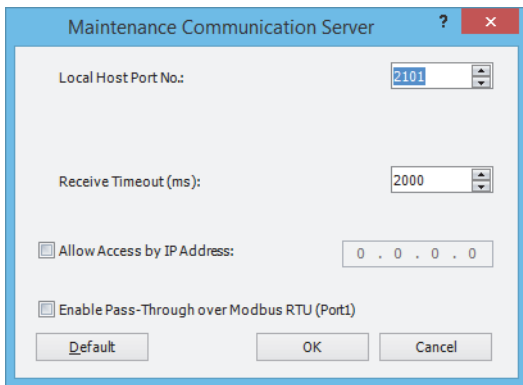 Maintenance Communication Server ? ×
Local Host Port No.: 2101
Receive Timeout (ms): 2000
Allow Access by IP Address: 0 . 0 . 0 . 0
Enable Pass-Through over Modbus RTU (Port1)
Default OK Cancel